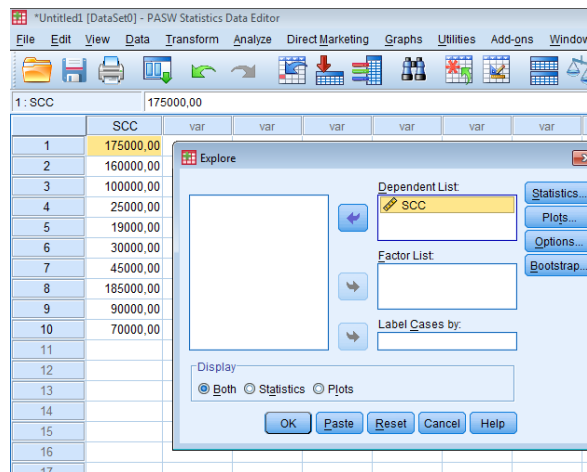 *Untitled1 [DataSet0] - PASW Statistics Data Editor
File Edit View Data Transform Analyze Direct Marketing Graphs Utilities Add-ons Window
1 : SCC 175000,00
SCC var var var var var var
1 175000,00
2 160000,00
3 100000,00
4 25000,00
5 19000,00
6 30000,00
7 45000,00
8 185000,00
9 90000,00
10 70000,00
11
12
13
14
15
16
17
Explore
Dependent List:
SCC
Factor List:
Label Cases by:
Statistics...
Plots...
Options...
Bootstrap...
Display
Both Statistics Plots
OK Paste Reset Cancel Help